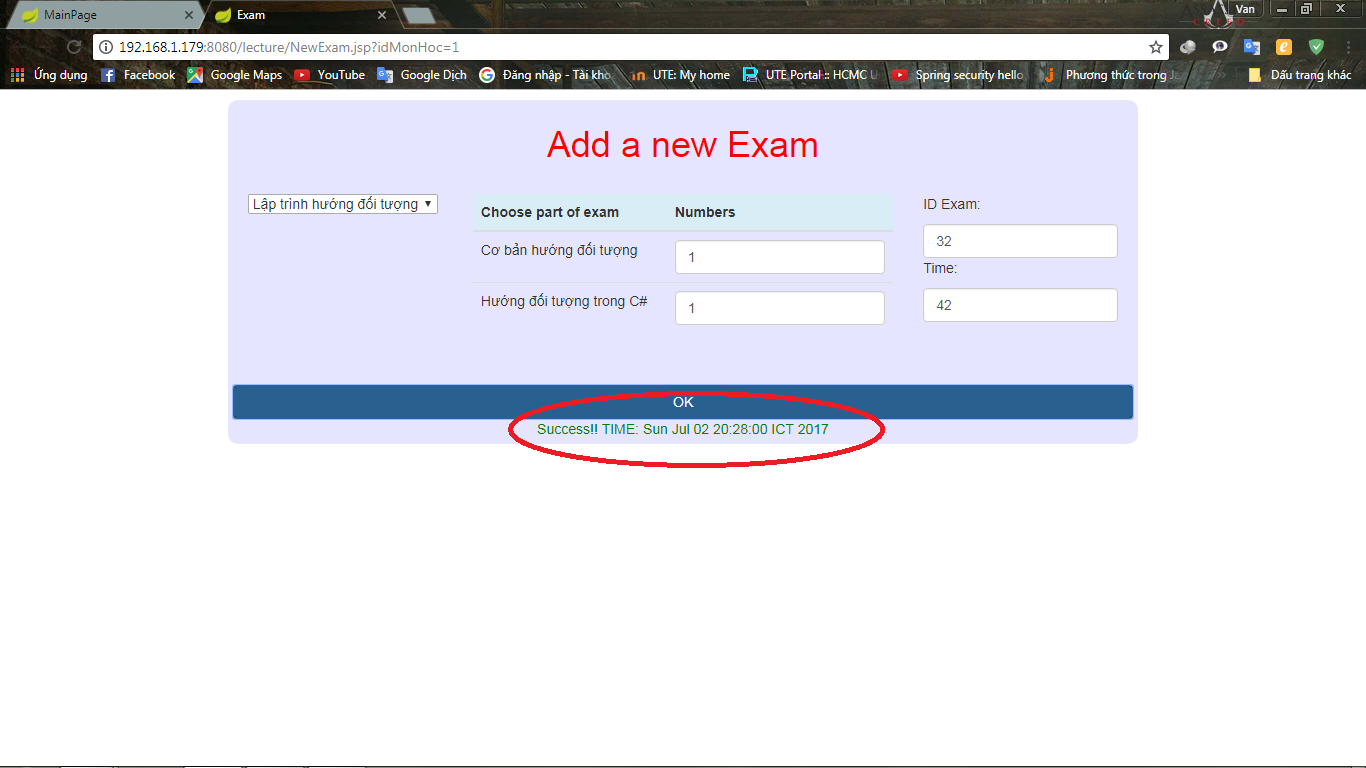 MainPage
Exam
Van
192.168.1.179:8080/lecture/NewExam.jsp?idMonHoc=1
Ứng dụng Facebook Google Maps YouTube Google Dịch Đăng nhập - Tài kho UTE: My home UTE Portal :: HCMC U Spring security hello Phương thức trong Ja Dấu trang khác
Add a new Exam
Lập trình hướng đối tượng
Choose part of exam Numbers
Cơ bản hướng đối tượng 1
Hướng đối tượng trong C# 1
ID Exam:
32
Time:
42
OK
Success!! TIME: Sun Jul 02 20:28:00 ICT 2017